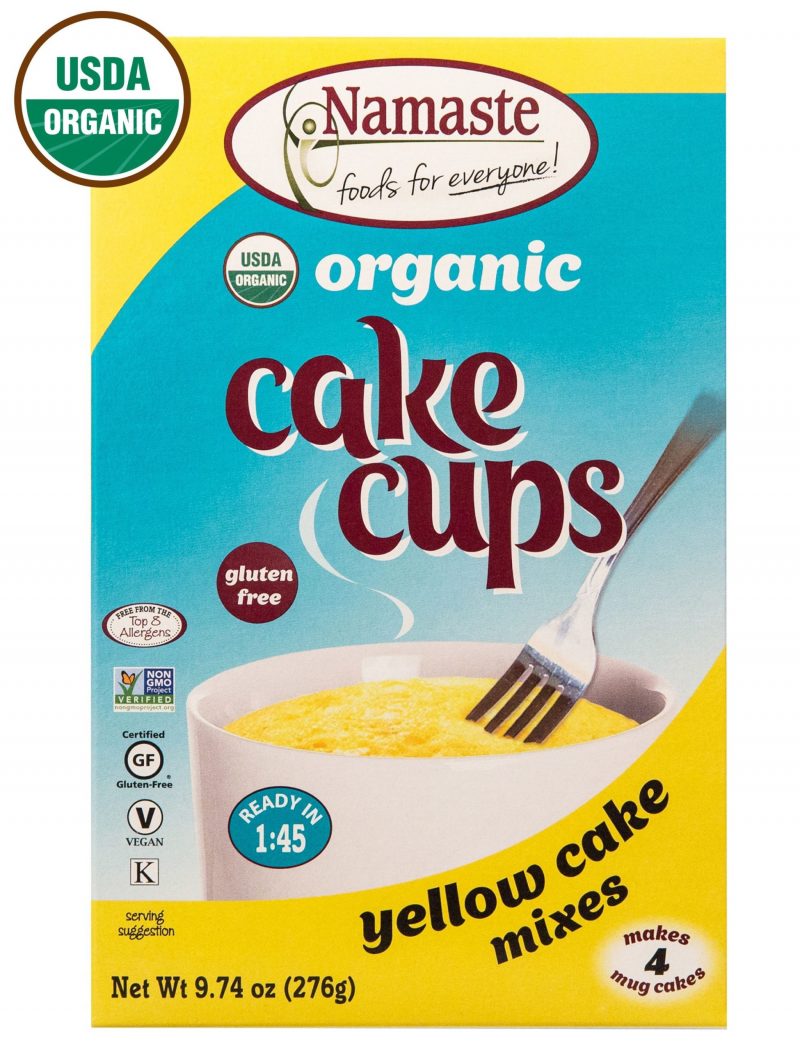 USDA
ORGANIC
Namaste
foods for everyone!
USDA
ORGANIC
organic
cake
cups
gluten
free
FREE FROM THE
Top 8
Allergens
NON
GMO
Project
VERIFIED
nongmoproject.org
Certified
GF
®
Gluten-Free
V
VEGAN
K
READY IN
1:45
yellow cake
mixes
serving
suggestion
makes
4
mug cakes
Net Wt 9.74 oz (276g)